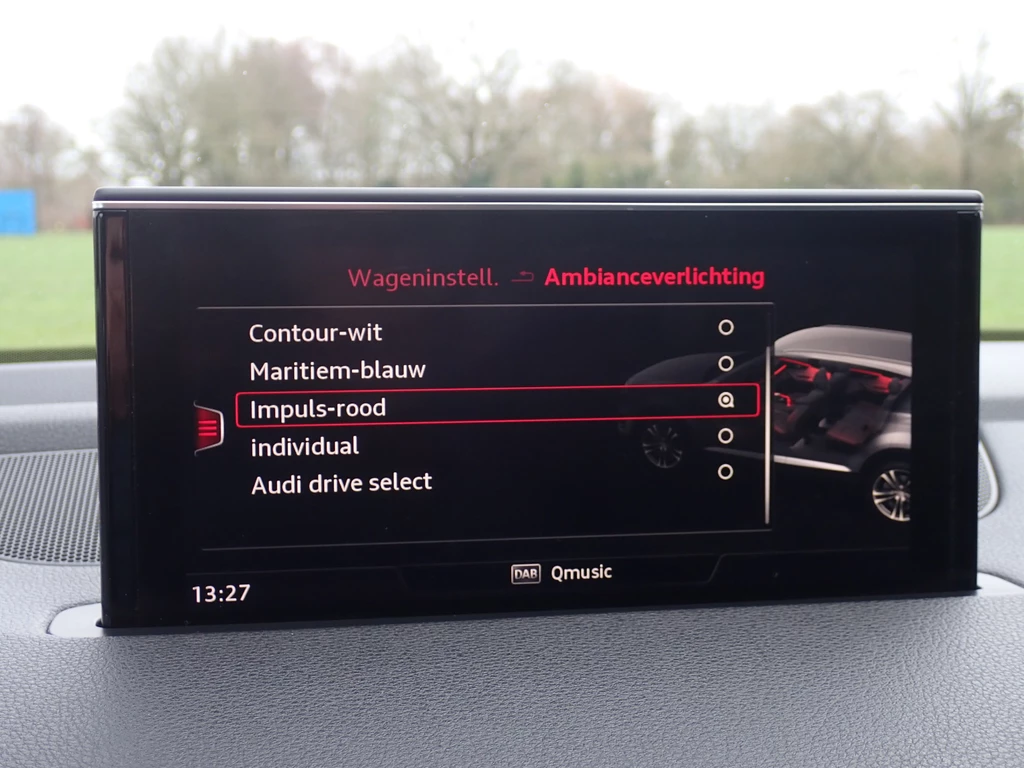 Wageninstell. Ambianceverlichting
Contour-wit
Maritiem-blauw
Impuls-rood
individual
Audi drive select
DAB Qmusic
13:27